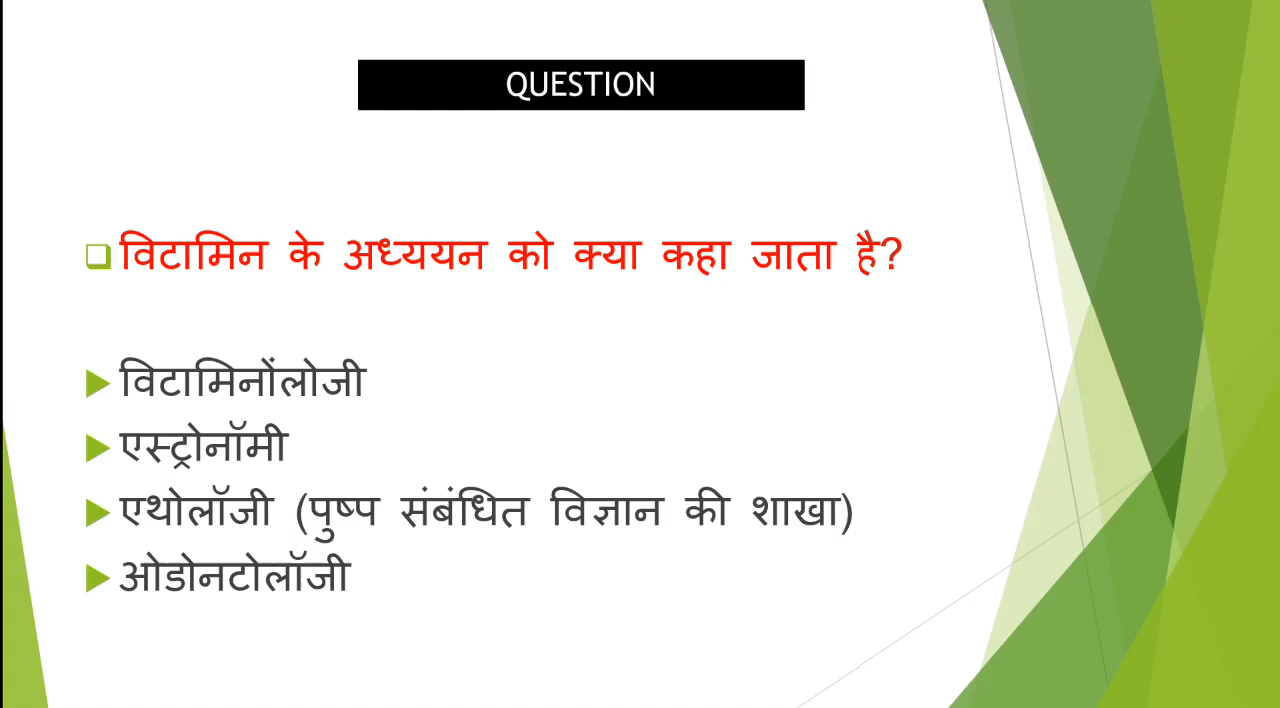 QUESTION
विटामिन के अध्ययन को क्या कहा जाता है?
विटामिनोंलोजी
एस्ट्रोनॉमी
एथोलॉजी (पुष्प संबंधित विज्ञान की शाखा)
ओडोनटोलॉजी